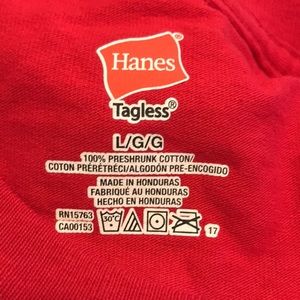 Hanes
Tagless®
L/G/G
100% PRESHRUNK COTTON/
COTON PRÉRÉTRÉCI/ALGODÓN PRE-ENCOGIDO
MADE IN HONDURAS
FABRIQUÉ AU HONDURAS
HECHO EN HONDURAS
RN15763
CA00153
30°C
17